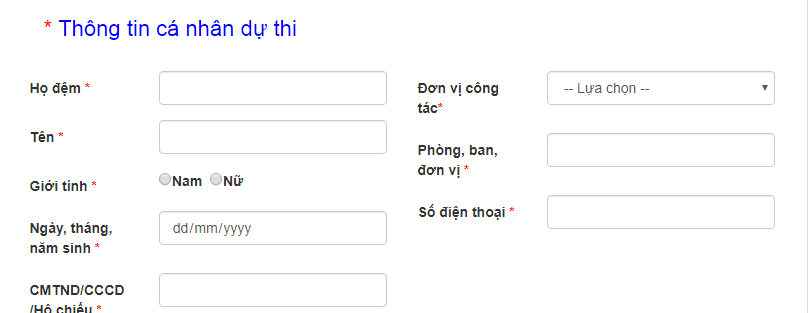 * Thông tin cá nhân dự thi
Họ đệm *
Tên *
Giới tính *
Nam Nữ
Ngày, tháng,
năm sinh *
dd/mm/yyyy
CMTND/CCCD
/Hộ chiếu *
Đơn vị công
tác*
-- Lựa chọn --
Phòng, ban,
đơn vị *
Số điện thoại *